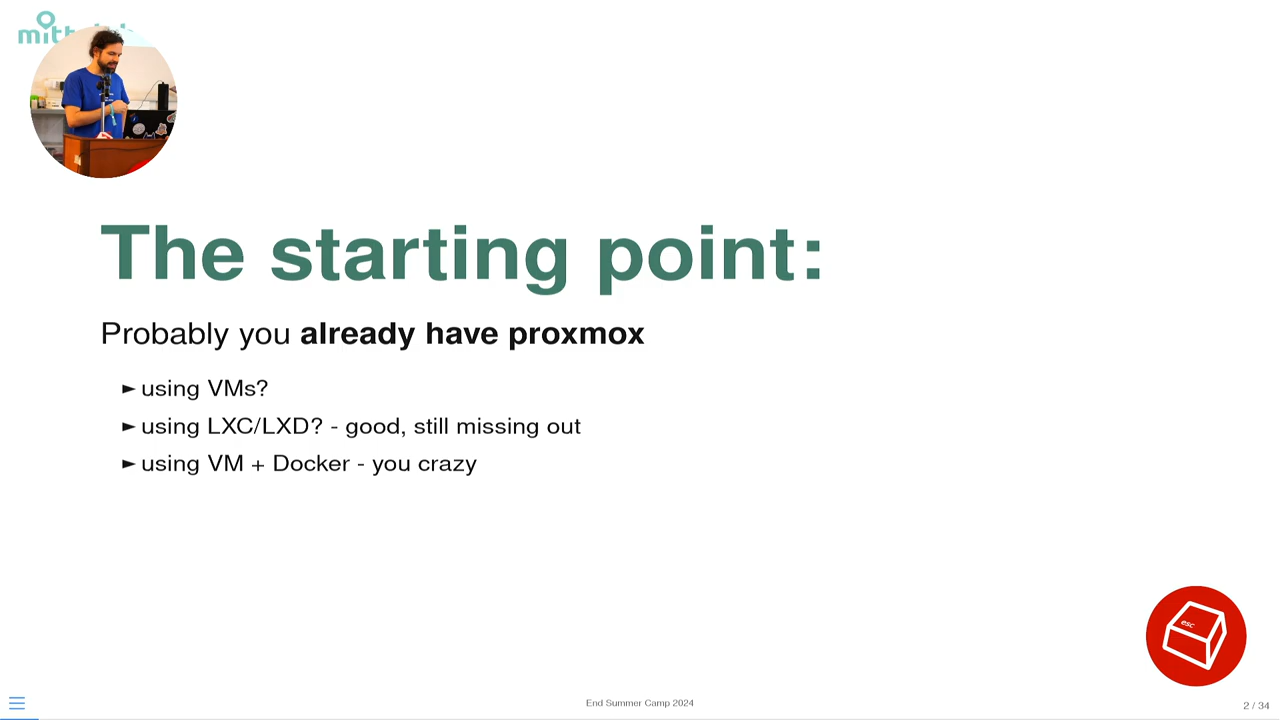 The starting point:
Probably you already have proxmox
► using VMs?
► using LXC/LXD? - good, still missing out
► using VM + Docker - you crazy
esc
End Summer Camp 2024
2 / 34